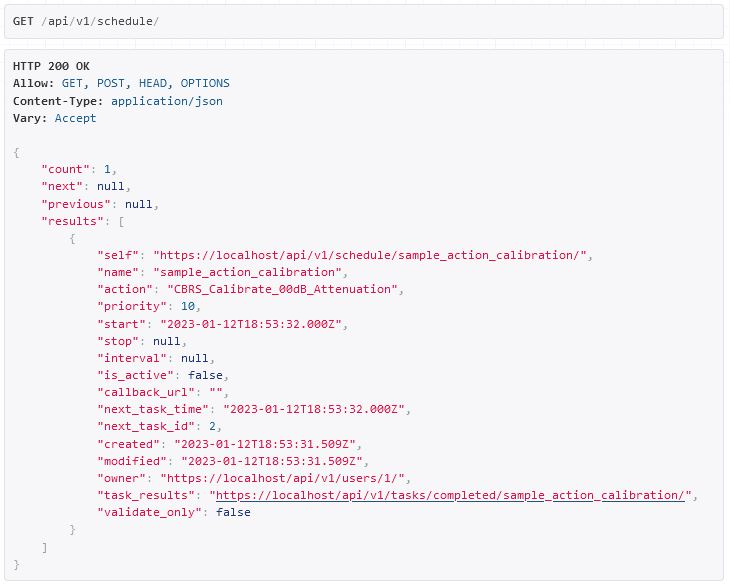 GET /api/v1/schedule/
HTTP 200 OK
Allow: GET, POST, HEAD, OPTIONS
Content-Type: application/json
Vary: Accept
{
    "count": 1,
    "next": null,
    "previous": null,
    "results": [
        {
            "self": "https://localhost/api/v1/schedule/sample_action_calibration/",
            "name": "sample_action_calibration",
            "action": "CBRS_Calibrate_00dB_Attenuation",
            "priority": 10,
            "start": "2023-01-12T18:53:32.000Z",
            "stop": null,
            "interval": null,
            "is_active": false,
            "callback_url": "",
            "next_task_time": "2023-01-12T18:53:32.000Z",
            "next_task_id": 2,
            "created": "2023-01-12T18:53:31.509Z",
            "modified": "2023-01-12T18:53:31.509Z",
            "owner": "https://localhost/api/v1/users/1/",
            "task_results": "https://localhost/api/v1/tasks/completed/sample_action_calibration/",
            "validate_only": false
        }
    ]
}